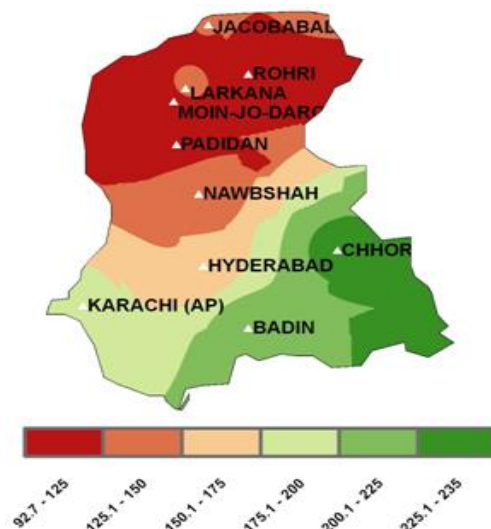 JACOBABAL
ROHRI
LARKANA
MOIN-JO-DARO
PADIDAN
NAWBSHAH
CHHOR
HYDERABAD
KARACHI (AP)
BADIN
92.7 - 125
125.1 - 150
150.1 - 175
175.1 - 200
200.1 - 225
225.1 - 235